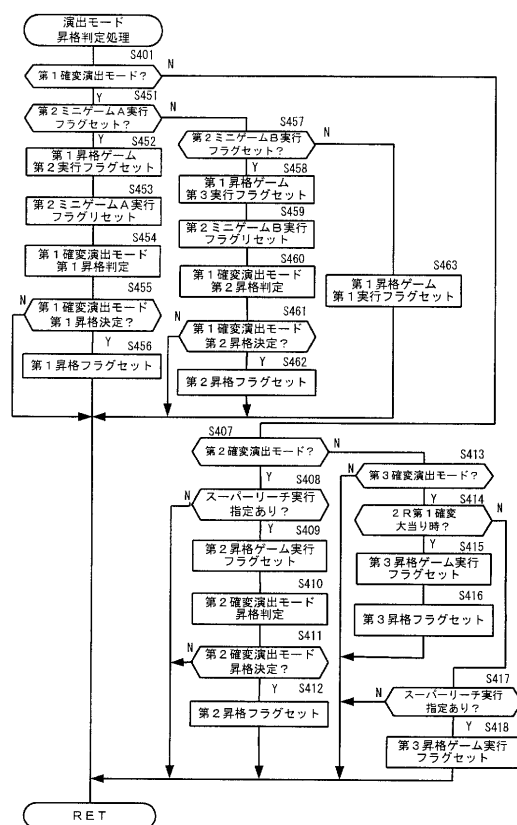 演出モード
昇格判定処理
S401
第1確変演出モード?
N
Y
S451
第2ミニゲームA実行
フラグセット?
N
Y
S452
第1昇格ゲーム
第2実行フラグセット
S453
第2ミニゲームA実行
フラグリセット
S454
第1確変演出モード
第1昇格判定
S455
N
第1確変演出モード
第1昇格決定?
Y
S456
第1昇格フラグセット
S457
第2ミニゲームB実行
フラグセット?
N
Y
S458
第1昇格ゲーム
第3実行フラグセット
S459
第2ミニゲームB実行
フラグリセット
S460
第1確変演出モード
第2昇格判定
S461
N
第1確変演出モード
第2昇格決定?
Y
S462
第2昇格フラグセット
S463
第1昇格ゲーム
第1実行フラグセット
S407
第2確変演出モード?
N
Y
S408
N
スーパーリーチ実行
指定あり?
Y
S409
第2昇格ゲーム実行
フラグセット
S410
第2確変演出モード
昇格判定
S411
N
第2確変演出モード
昇格決定?
Y
S412
第2昇格フラグセット
S413
N
第3確変演出モード?
Y
S414
N
2R第1確変
大当り時?
Y
S415
第3昇格ゲーム実行
フラグセット
S416
第3昇格フラグセット
S417
N
スーパーリーチ実行
指定あり?
Y
S418
第3昇格ゲーム実行
フラグセット
RET